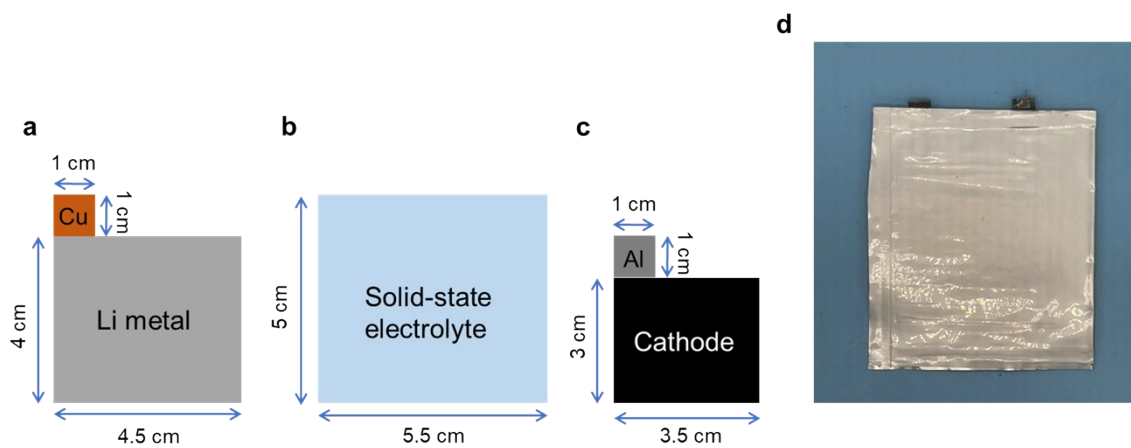 a
1 cm
Cu
1 cm
4 cm
Li metal
4.5 cm
b
5 cm
Solid-state
electrolyte
5.5 cm
c
1 cm
Al
1 cm
3 cm
Cathode
3.5 cm
d